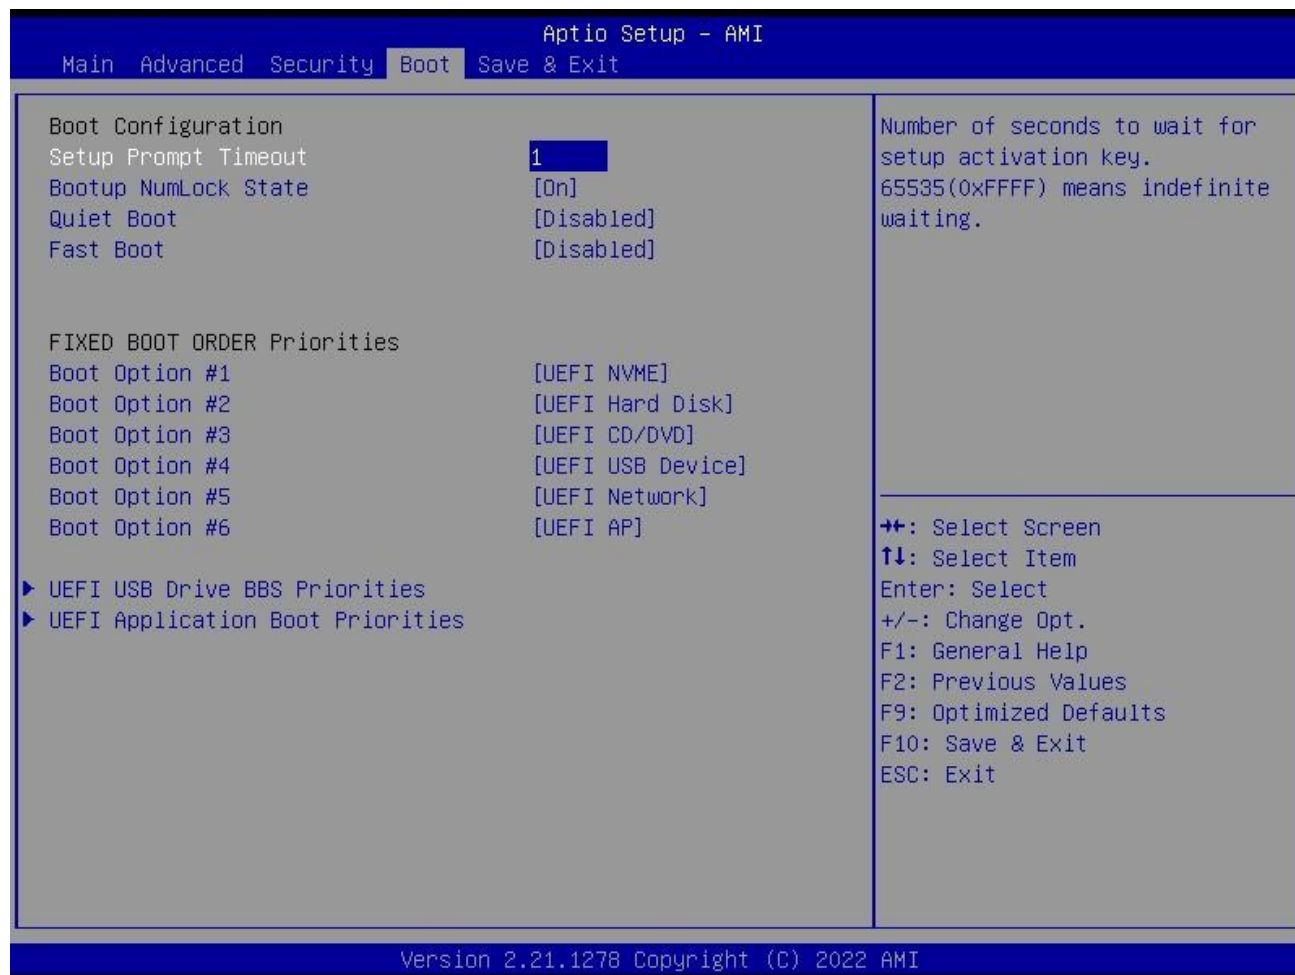 Aptio Setup - AMI
Main Advanced Security Boot Save & Exit
Boot Configuration
Setup Prompt Timeout 1
Bootup NumLock State [On]
Quiet Boot [Disabled]
Fast Boot [Disabled]
FIXED BOOT ORDER Priorities
Boot Option #1 [UEFI NVME]
Boot Option #2 [UEFI Hard Disk]
Boot Option #3 [UEFI CD/DVD]
Boot Option #4 [UEFI USB Device]
Boot Option #5 [UEFI Network]
Boot Option #6 [UEFI AP]
▶ UEFI USB Drive BBS Priorities
▶ UEFI Application Boot Priorities
Number of seconds to wait for
setup activation key.
65535(0xFFFF) means indefinite
waiting.
→←: Select Screen
↑↓: Select Item
Enter: Select
+/-: Change Opt.
F1: General Help
F2: Previous Values
F9: Optimized Defaults
F10: Save & Exit
ESC: Exit
Version 2.21.1278 Copyright (C) 2022 AMI